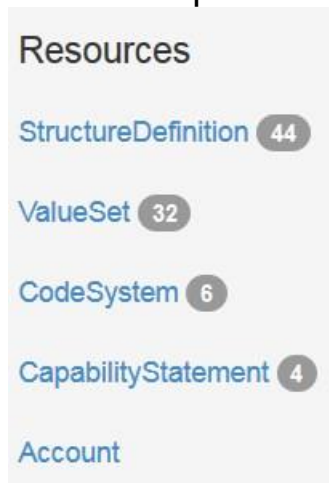 Resources
StructureDefinition 44
ValueSet 32
CodeSystem 6
CapabilityStatement 4
Account